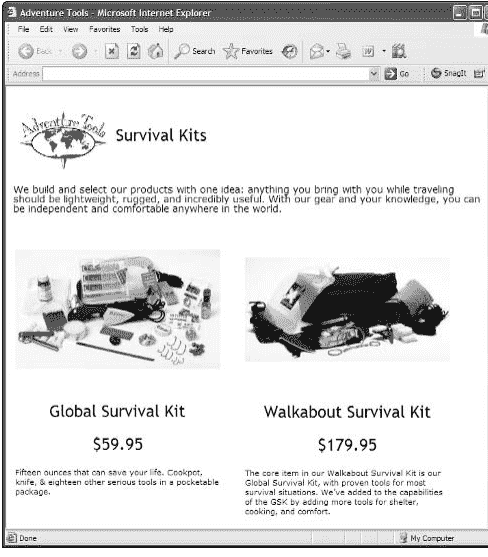 Adventure Tools - Microsoft Internet Explorer
File Edit View Favorites Tools Help
Back Search Favorites
Address Go SnagIt
Adventure Tools
Survival Kits
We build and select our products with one idea: anything you bring with you while traveling
should be lightweight, rugged, and incredibly useful. With our gear and your knowledge, you can
be independent and comfortable anywhere in the world.
Global Survival Kit
$59.95
Fifteen ounces that can save your life. Cookpot,
knife, & eighteen other serious tools in a pocketable
package.
Walkabout Survival Kit
$179.95
The core item in our Walkabout Survival Kit is our
Global Survival Kit, with proven tools for most
survival situations. We've added to the capabilities
of the GSK by adding more tools for shelter,
cooking, and comfort.
Done My Computer